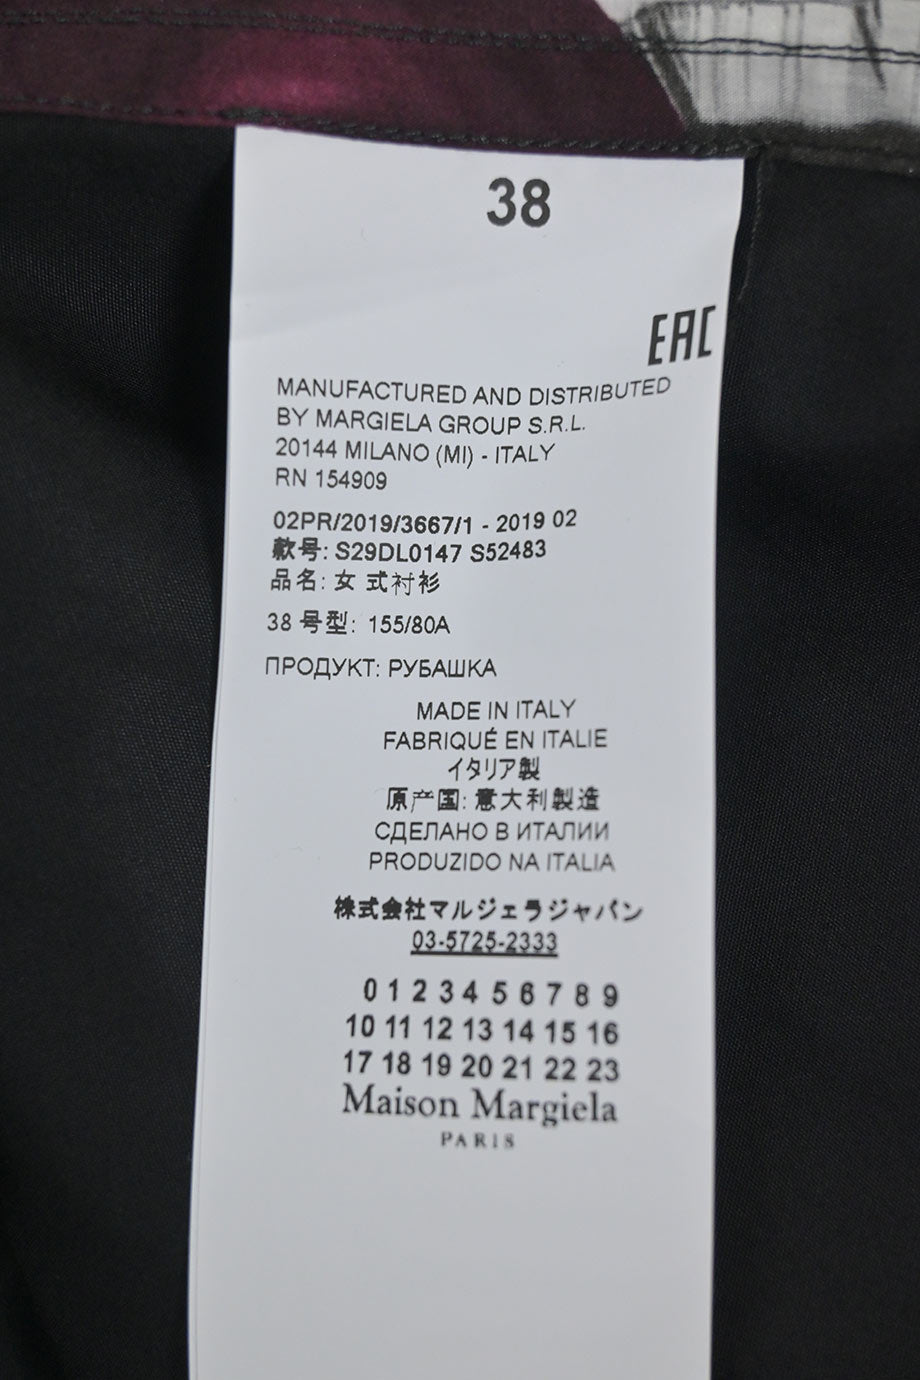 38
EAC
MANUFACTURED AND DISTRIBUTED
BY MARGIELA GROUP S.R.L.
20144 MILANO (MI) - ITALY
RN 154909
02PR/2019/3667/1 - 2019 02
款号: S29DL0147 S52483
品名: 女 式衬衫
38 号型: 155/80A
ПРОДУКТ: РУБАШКА
MADE IN ITALY
FABRIQUÉ EN ITALIE
イタリア製
原产国: 意大利製造
СДЕЛАНО В ИТАЛИИ
PRODUZIDO NA ITALIA
株式会社マルジェラジャパン
03-5725-2333
0 1 2 3 4 5 6 7 8 9
10 11 12 13 14 15 16
17 18 19 20 21 22 23
Maison Margiela
PARIS